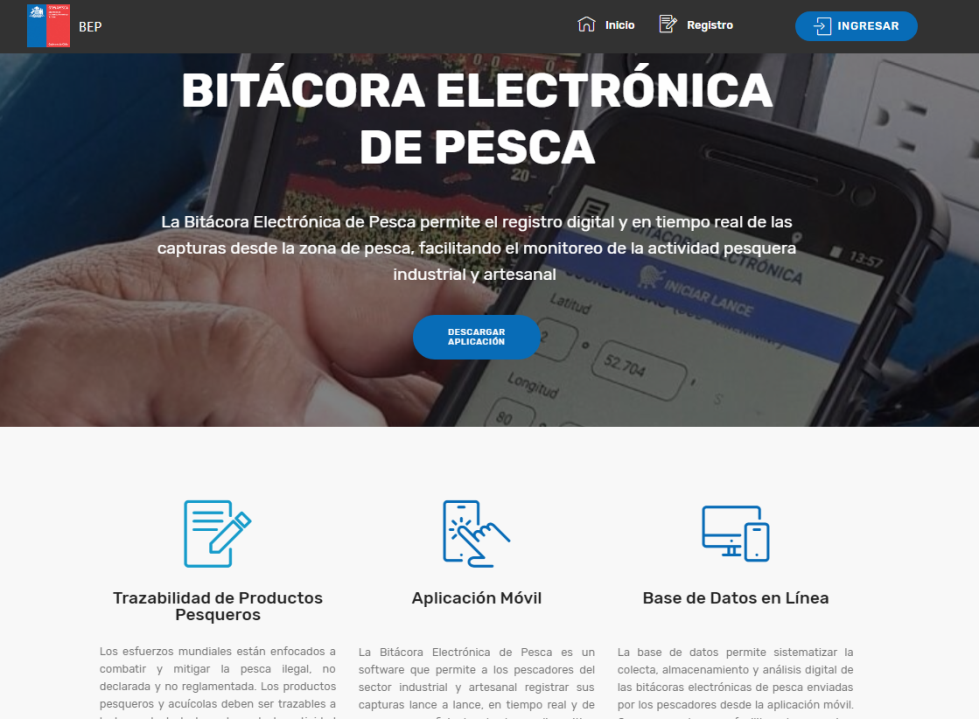 BEP
Inicio
Registro
INGRESAR
BITÁCORA ELECTRÓNICA
DE PESCA
La Bitácora Electrónica de Pesca permite el registro digital y en tiempo real de las
capturas desde la zona de pesca, facilitando el monitoreo de la actividad pesquera
industrial y artesanal
DESCARGAR
APLICACIÓN
20-
13:57
BITÁCORA ELECTRÓNICA
INICIAR LANCE
Latitud
52.704
Longitud
80
Trazabilidad de Productos
Pesqueros
Los esfuerzos mundiales están enfocados a
combatir y mitigar la pesca ilegal, no
declarada y no reglamentada. Los productos
pesqueros y acuícolas deben ser trazables a
Aplicación Móvil
La Bitácora Electrónica de Pesca es un
software que permite a los pescadores del
sector industrial y artesanal registrar sus
capturas lance a lance, en tiempo real y de
Base de Datos en Línea
La base de datos permite sistematizar la
colecta, almacenamiento y análisis digital de
las bitácoras electrónicas de pesca enviadas
por los pescadores desde la aplicación móvil.